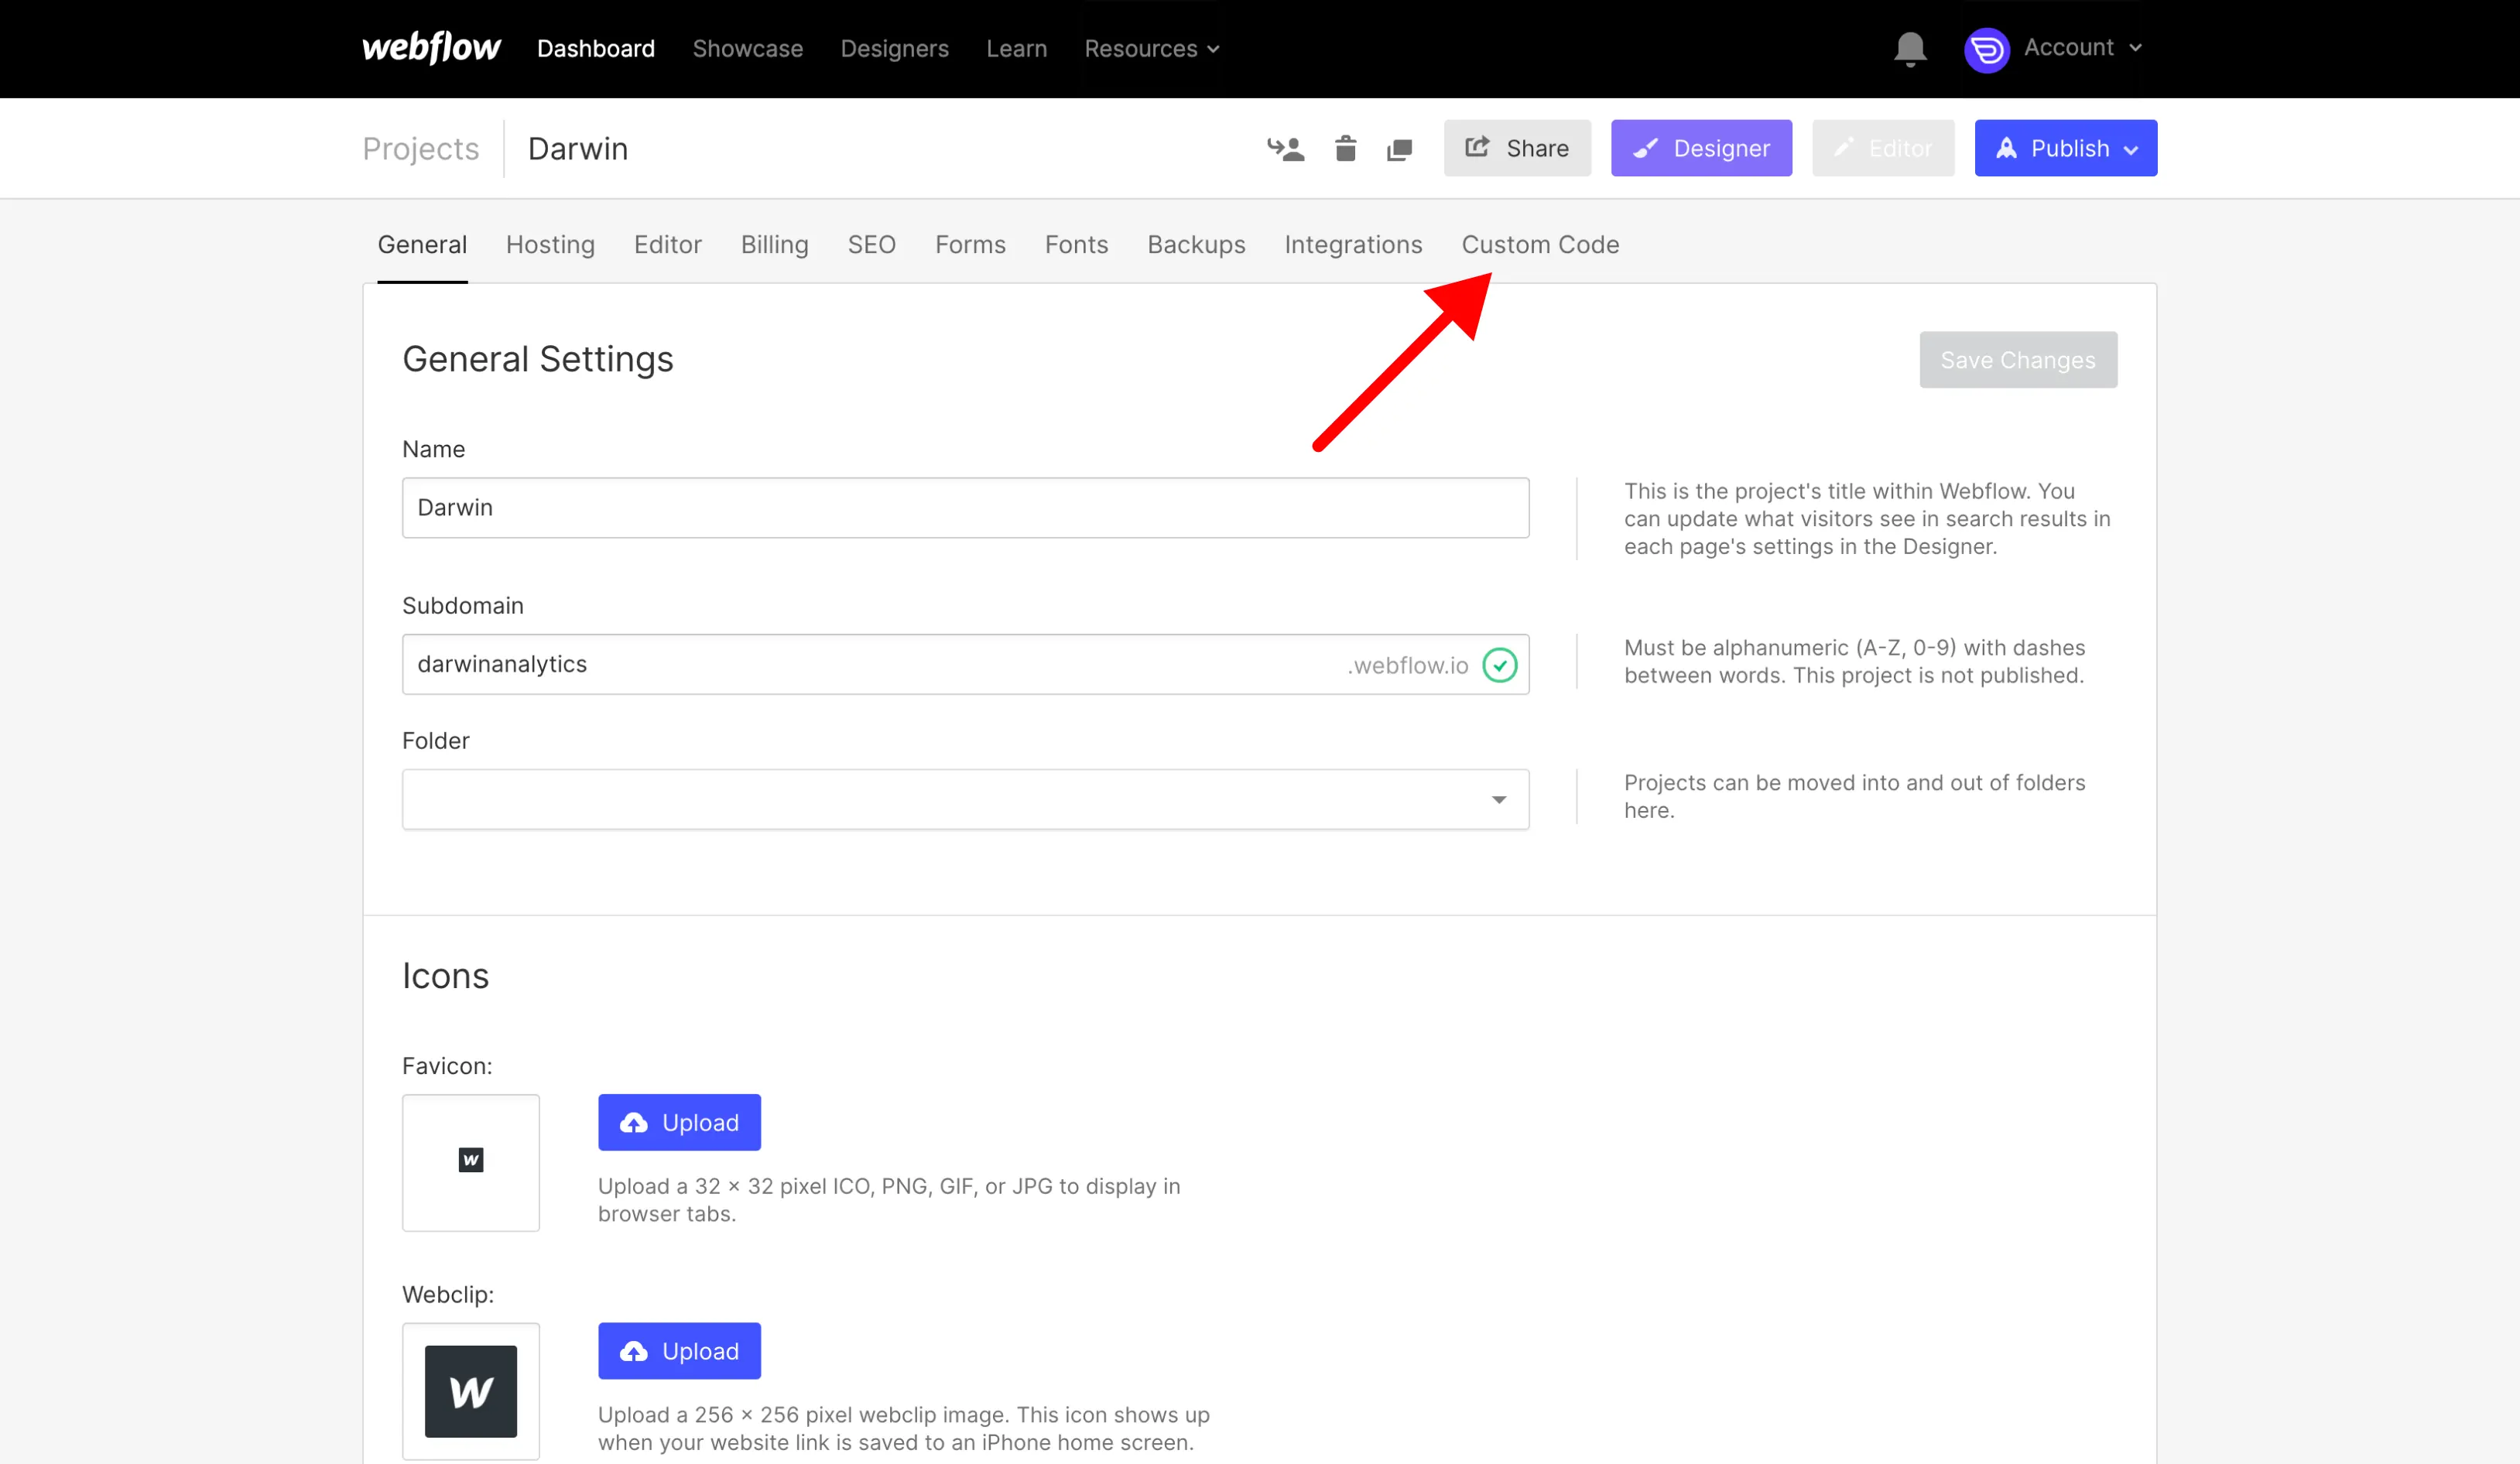 webflow Dashboard Showcase Designers Learn Resources Account
Projects Darwin Share Designer Editor Publish
General Hosting Editor Billing SEO Forms Fonts Backups Integrations Custom Code
General Settings
Save Changes
Name
Darwin
This is the project's title within Webflow. You
can update what visitors see in search results in
each page's settings in the Designer.
Subdomain
darwinanalytics .webflow.io
Must be alphanumeric (A-Z, 0-9) with dashes
between words. This project is not published.
Folder
Projects can be moved into and out of folders
here.
Icons
Favicon:
W
Upload
Upload a 32 × 32 pixel ICO, PNG, GIF, or JPG to display in
browser tabs.
Webclip:
W
Upload
Upload a 256 × 256 pixel webclip image. This icon shows up
when your website link is saved to an iPhone home screen.